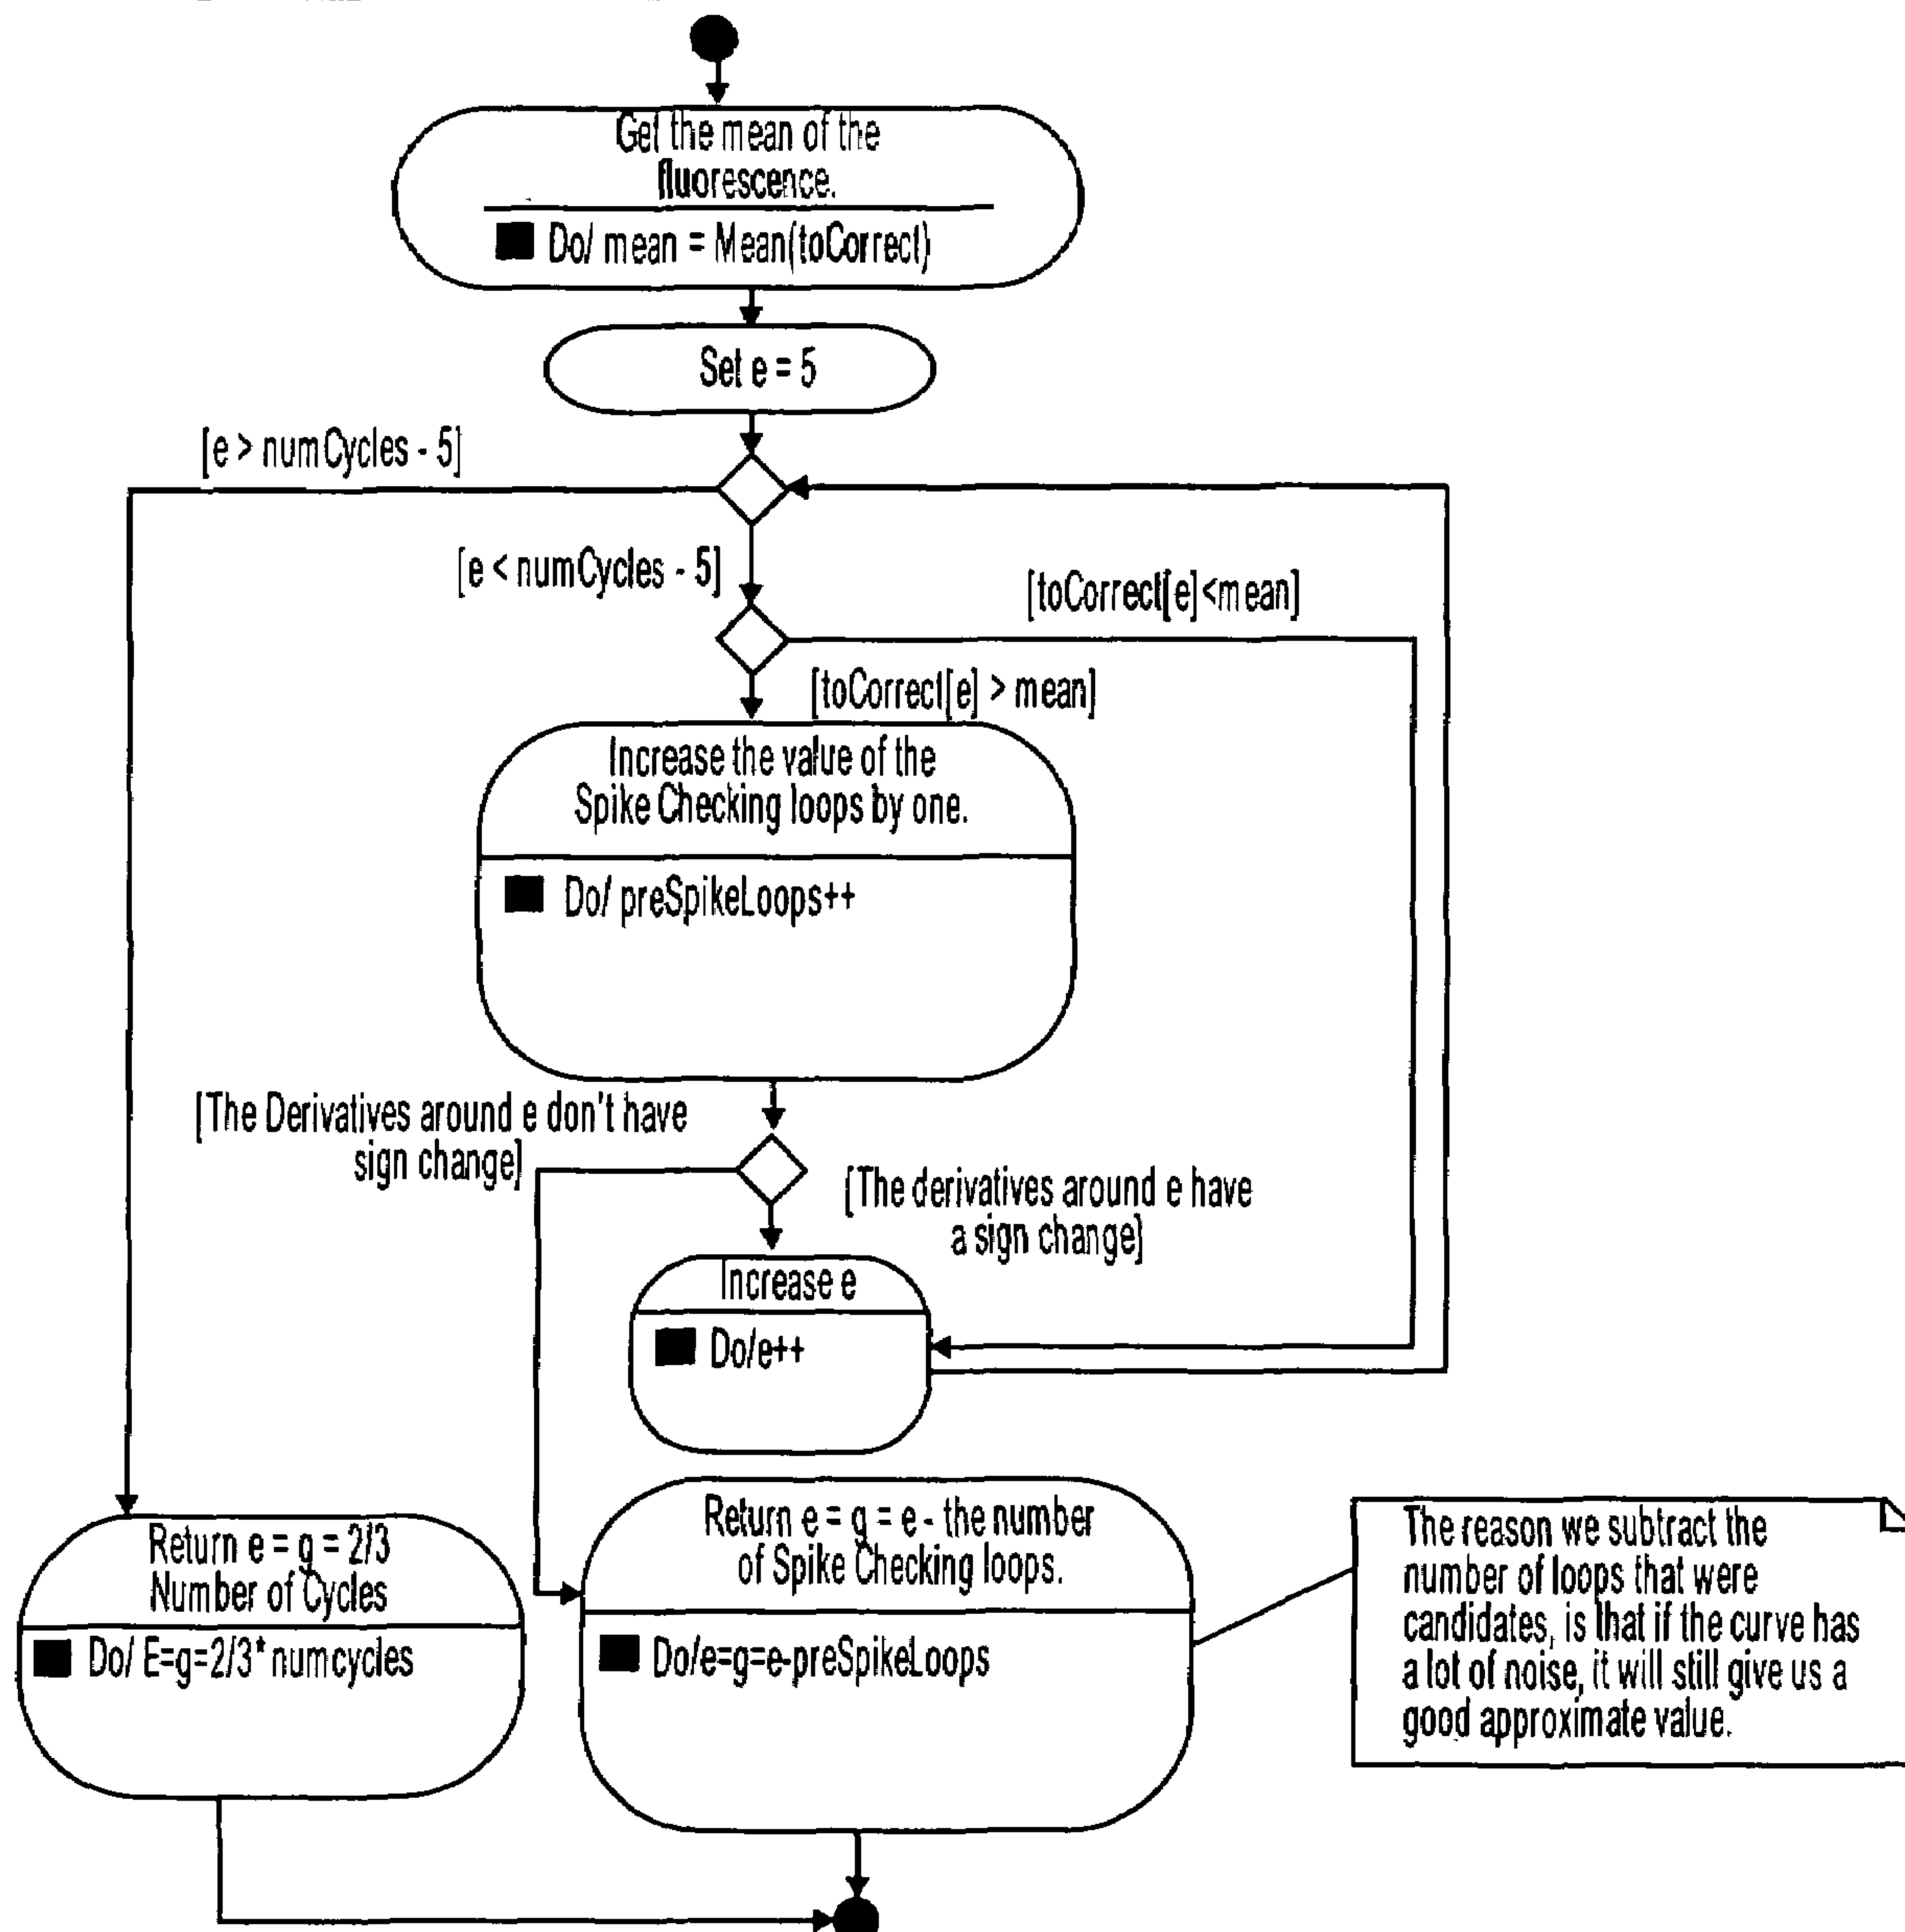 Get the mean of the
fluorescence.
Do/ mean = Mean(toCorrect)
Set e = 5
[e > numCycles - 5]
[e < numCycles - 5]
[toCorrect[e]<mean]
[toCorrect[e] > mean]
Increase the value of the
Spike Checking loops by one.
Do/ preSpikeLoops++
[The Derivatives around e don't have
sign change]
[The derivatives around e have
a sign change]
Increase e
Do/e++
Return e = g = 2/3
Number of Cycles
Do/ E=g=2/3* numcycles
Return e = g = e - the number
of Spike Checking loops.
Do/e=g=e-preSpikeLoops
The reason we subtract the
number of loops that were
candidates, is that if the curve has
a lot of noise, it will still give us a
good approximate value.